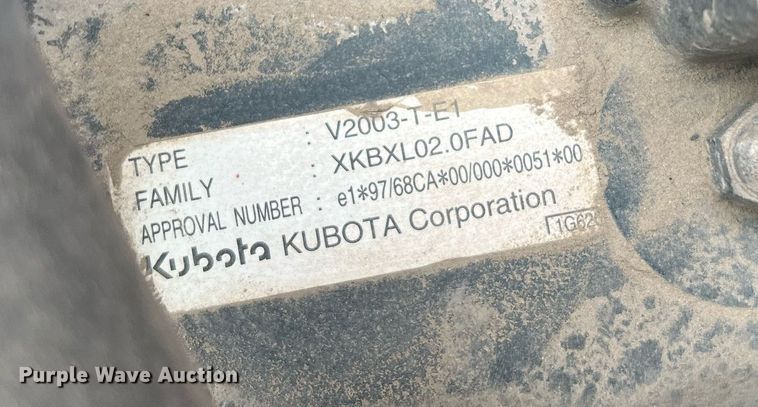 TYPE : V2003-T-E1
FAMILY : XKBXL02.0FAD
APPROVAL NUMBER : e1*97/68CA*00/000*0051*00
Kubota KUBOTA Corporation
1G62
Purple Wave Auction